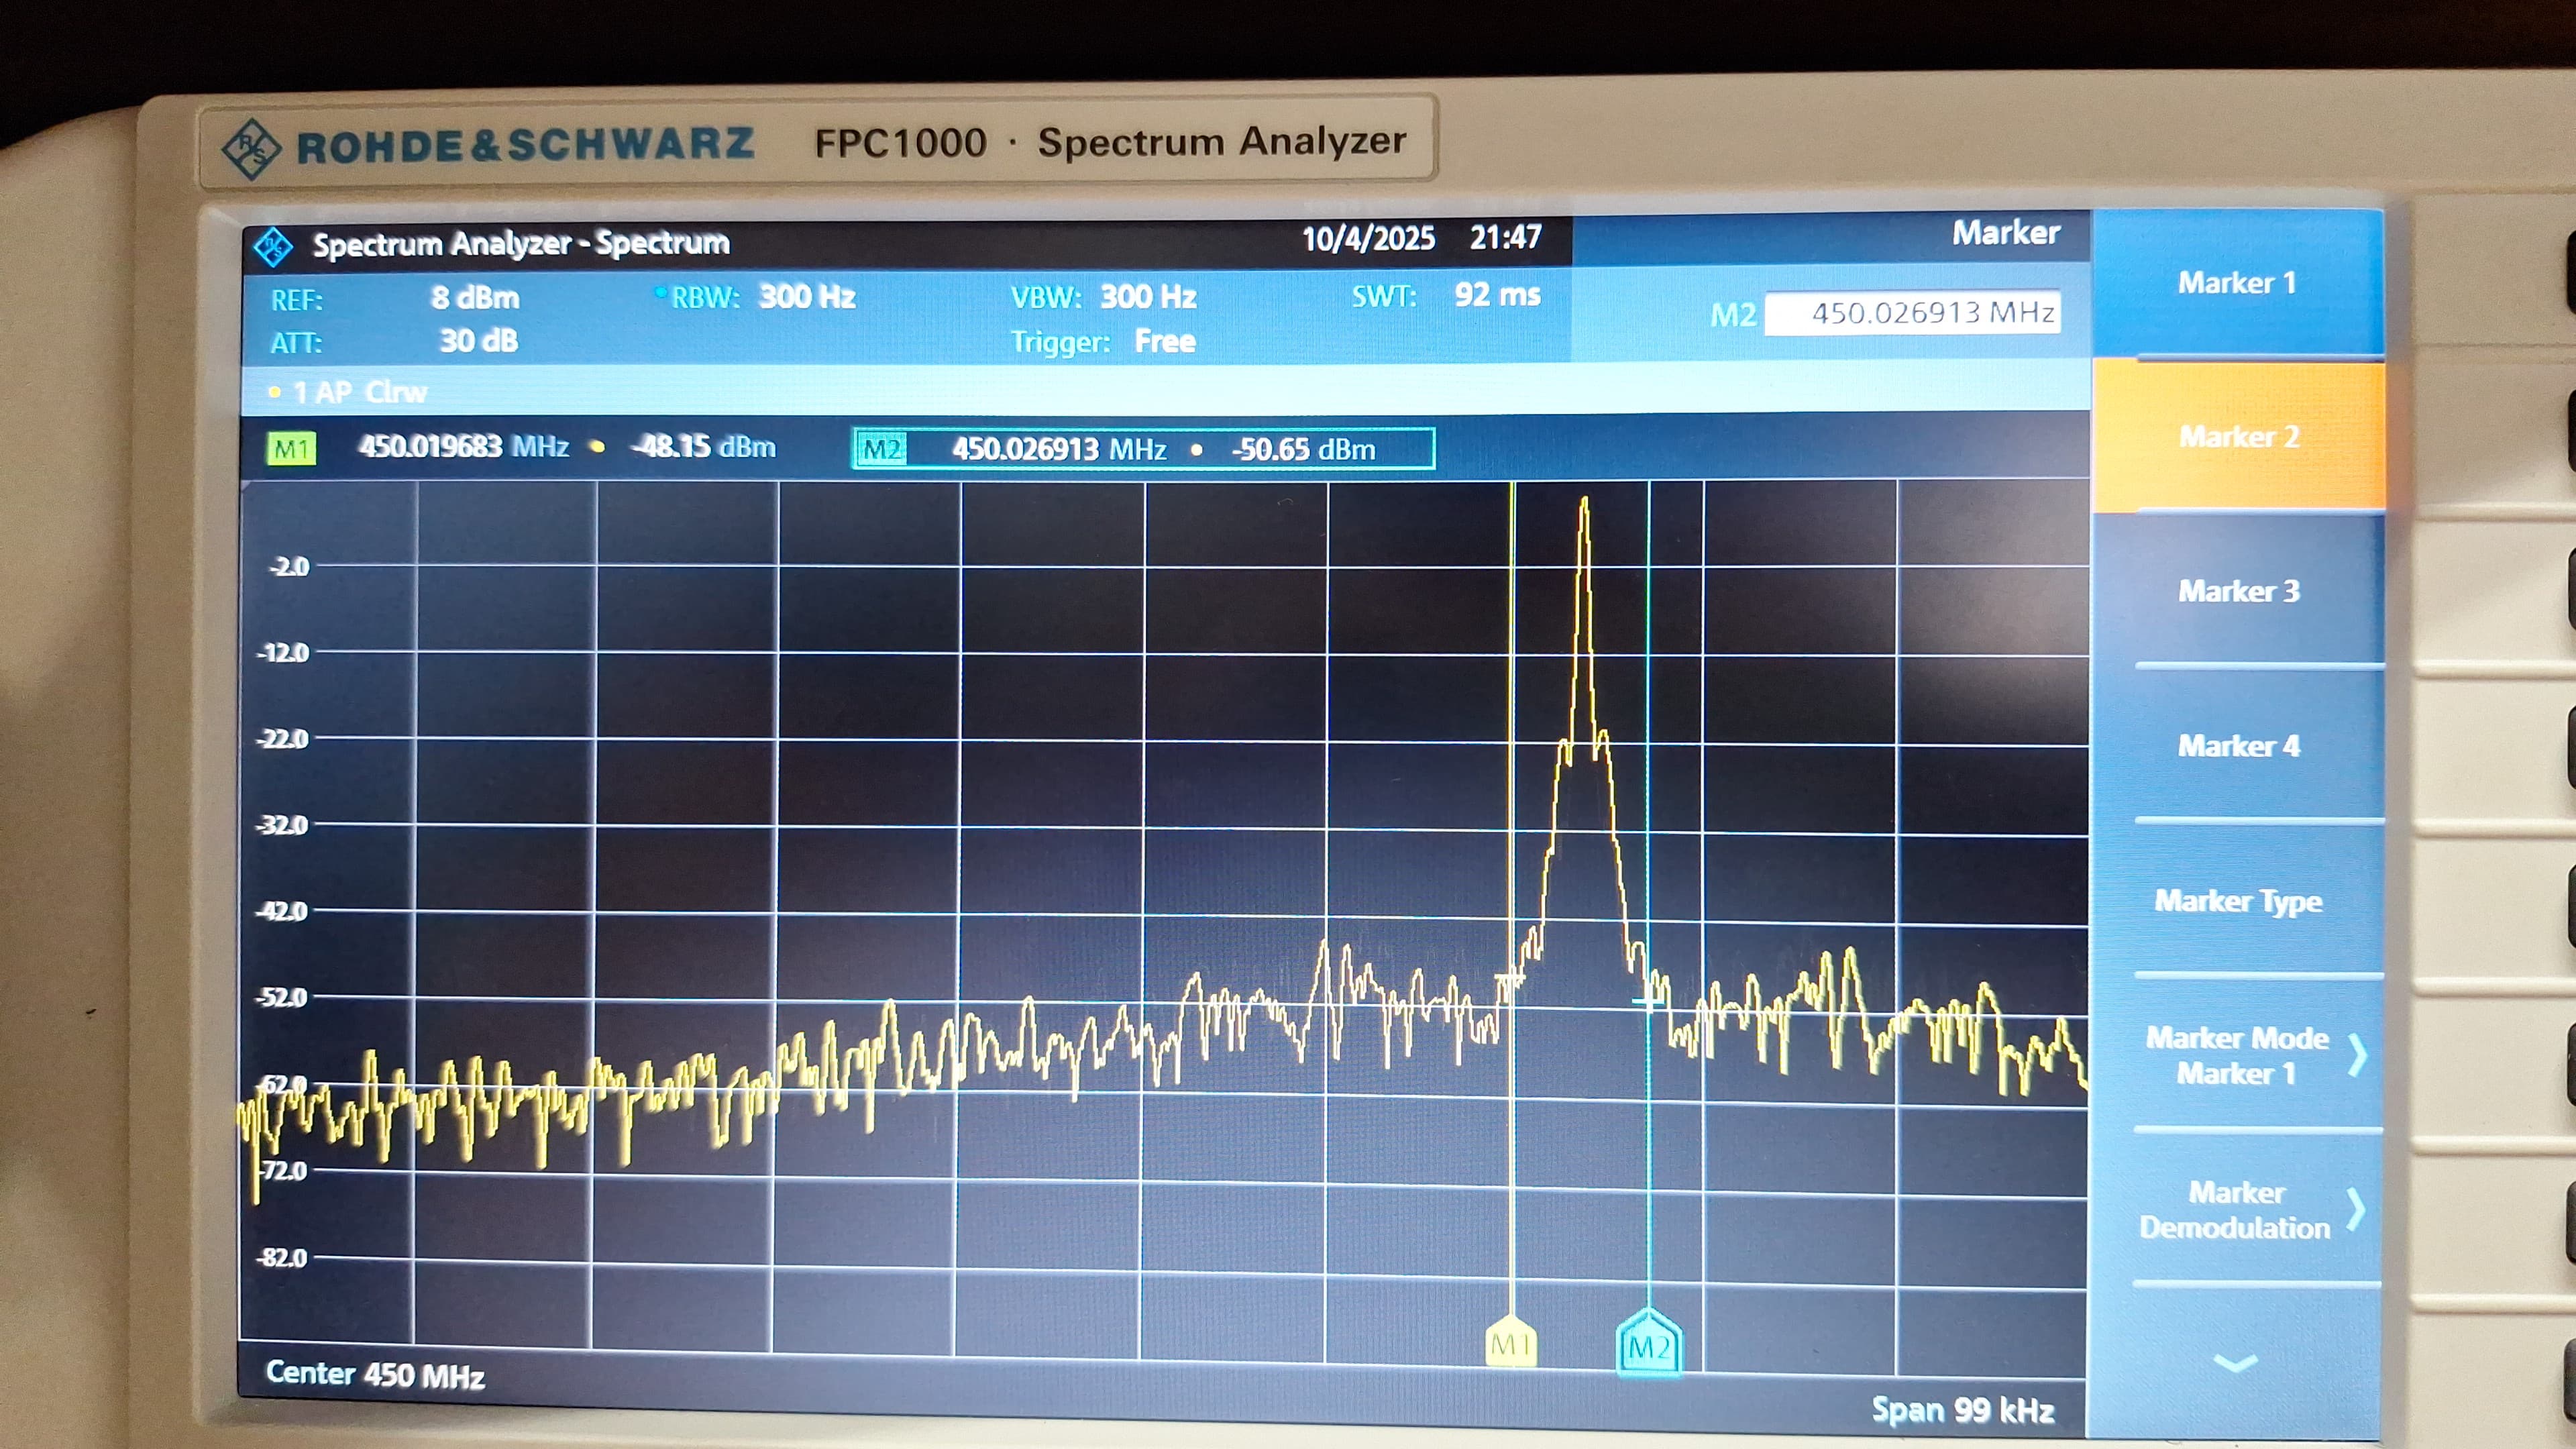 ROHDE&SCHWARZ FPC1000 · Spectrum Analyzer
Spectrum Analyzer - Spectrum 10/4/2025 21:47 Marker
REF: 8 dBm RBW: 300 Hz VBW: 300 Hz SWT: 92 ms
ATT: 30 dB Trigger: Free
M2 450.026913 MHz
1 AP Clrw
M1 450.019683 MHz • -48.15 dBm M2 450.026913 MHz • -50.65 dBm
-2.0
-12.0
-22.0
-32.0
-42.0
-52.0
-62.0
-72.0
-82.0
M1 M2
Center 450 MHz Span 99 kHz
Marker 1
Marker 2
Marker 3
Marker 4
Marker Type
Marker Mode
Marker 1
Marker
Demodulation